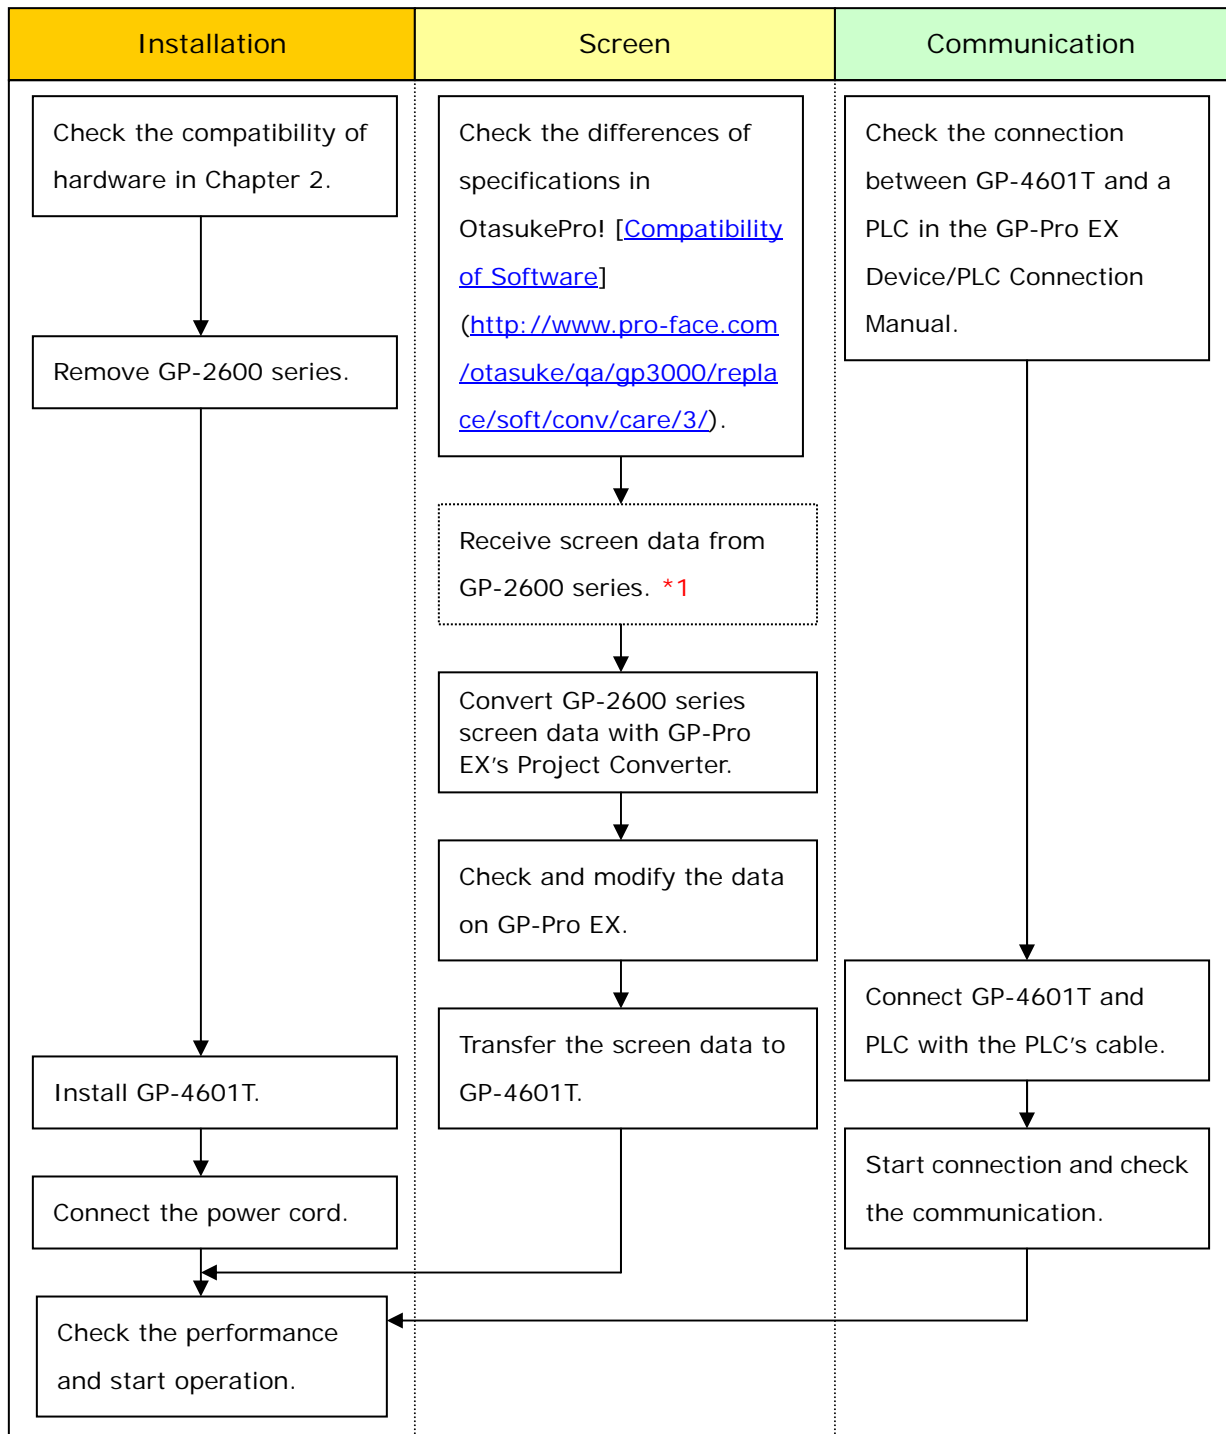 Installation
Screen
Communication
Check the compatibility of
hardware in Chapter 2.
Remove GP-2600 series.
Install GP-4601T.
Connect the power cord.
Check the performance
and start operation.
Check the differences of
specifications in
OtasukePro! [Compatibility
of Software]
(http://www.pro-face.com
/otasuke/qa/gp3000/repla
ce/soft/conv/care/3/).
Receive screen data from
GP-2600 series. *1
Convert GP-2600 series
screen data with GP-Pro
EX’s Project Converter.
Check and modify the data
on GP-Pro EX.
Transfer the screen data to
GP-4601T.
Check the connection
between GP-4601T and a
PLC in the GP-Pro EX
Device/PLC Connection
Manual.
Connect GP-4601T and
PLC with the PLC’s cable.
Start connection and check
the communication.